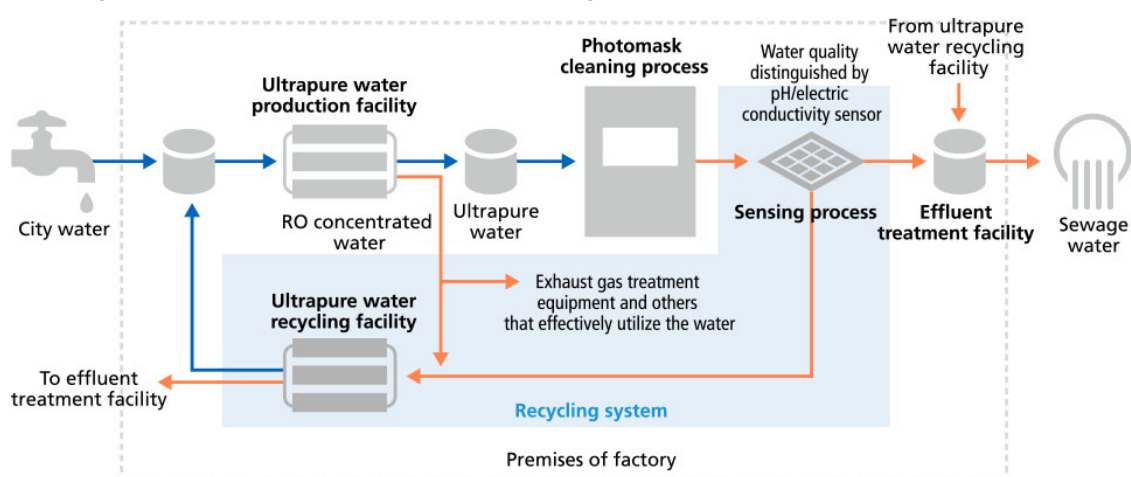 From ultrapure
water recycling
facility
Photomask
cleaning process
Water quality
distinguished by
pH/electric
conductivity sensor
Ultrapure water
production facility
City water
RO concentrated
water
Ultrapure
water
Sensing process
Effluent
treatment facility
Sewage
water
Exhaust gas treatment
equipment and others
that effectively utilize the water
Ultrapure water
recycling facility
To effluent
treatment facility
Recycling system
Premises of factory